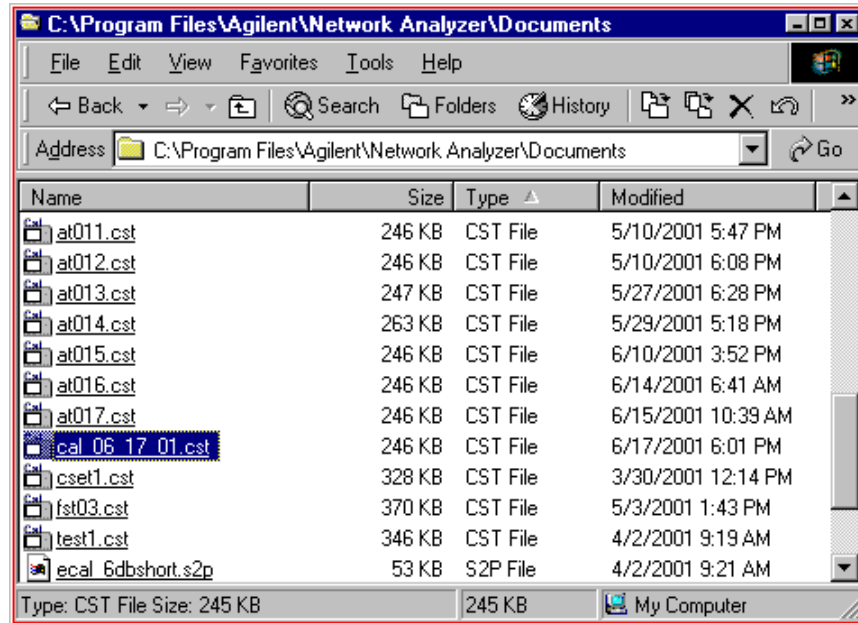 C:\Program Files\Agilent\Network Analyzer\Documents
File Edit View Favorites Tools Help
Back Search Folders History »
Address C:\Program Files\Agilent\Network Analyzer\Documents Go
Name Size Type Modified
at011.cst 246 KB CST File 5/10/2001 5:47 PM
at012.cst 246 KB CST File 5/10/2001 6:08 PM
at013.cst 247 KB CST File 5/27/2001 6:28 PM
at014.cst 263 KB CST File 5/29/2001 5:18 PM
at015.cst 246 KB CST File 6/10/2001 3:52 PM
at016.cst 246 KB CST File 6/14/2001 6:41 AM
at017.cst 246 KB CST File 6/15/2001 10:39 AM
cal_06_17_01.cst 246 KB CST File 6/17/2001 6:01 PM
cset1.cst 328 KB CST File 3/30/2001 12:14 PM
fst03.cst 370 KB CST File 5/3/2001 1:43 PM
test1.cst 346 KB CST File 4/2/2001 9:19 AM
ecal_6dbshort.s2p 53 KB S2P File 4/2/2001 9:21 AM
Type: CST File Size: 245 KB 245 KB My Computer